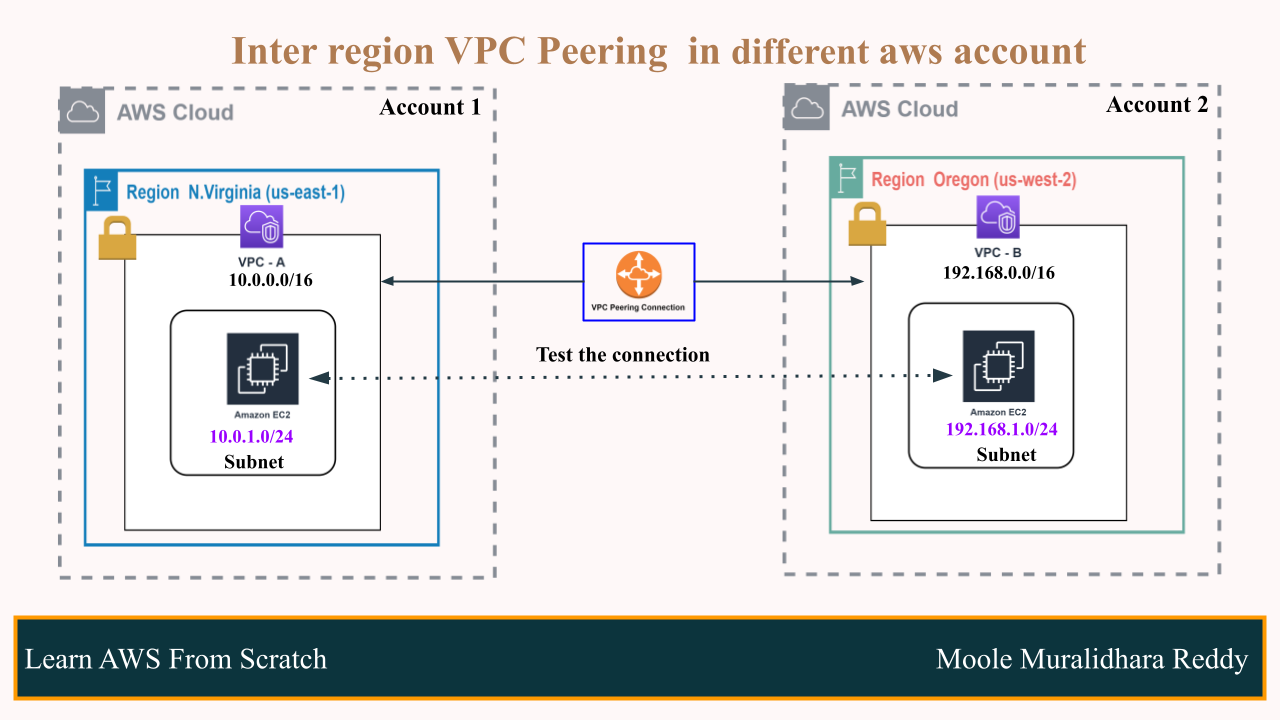 Inter region VPC Peering in different aws account
AWS Cloud
Account 1
Region N.Virginia (us-east-1)
VPC - A
10.0.0.0/16
Amazon EC2
10.0.1.0/24
Subnet
VPC Peering Connection
Test the connection
AWS Cloud
Account 2
Region Oregon (us-west-2)
VPC - B
192.168.0.0/16
Amazon EC2
192.168.1.0/24
Subnet
Learn AWS From Scratch
Moole Muralidhara Reddy